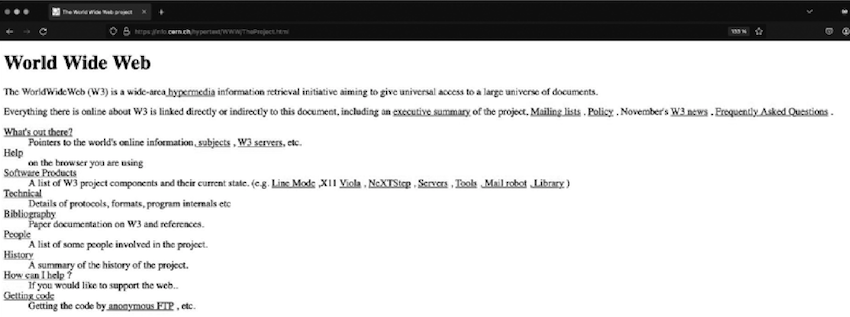 The World Wide Web project
https://info.cern.ch/hypertext/WWW/TheProject.html
World Wide Web
The WorldWideWeb (W3) is a wide-area hypermedia information retrieval initiative aiming to give universal access to a large universe of documents.
Everything there is online about W3 is linked directly or indirectly to this document, including an executive summary of the project, Mailing lists , Policy , November's W3 news , Frequently Asked Questions .
What's out there?
Pointers to the world's online information, subjects , W3 servers, etc.
Help
on the browser you are using
Software Products
A list of W3 project components and their current state. (e.g. Line Mode ,X11 Viola , NeXTStep , Servers , Tools , Mail robot , Library )
Technical
Details of protocols, formats, program internals etc
Bibliography
Paper documentation on W3 and references.
People
A list of some people involved in the project.
History
A summary of the history of the project.
How can I help ?
If you would like to support the web..
Getting code
Getting the code by anonymous FTP , etc.